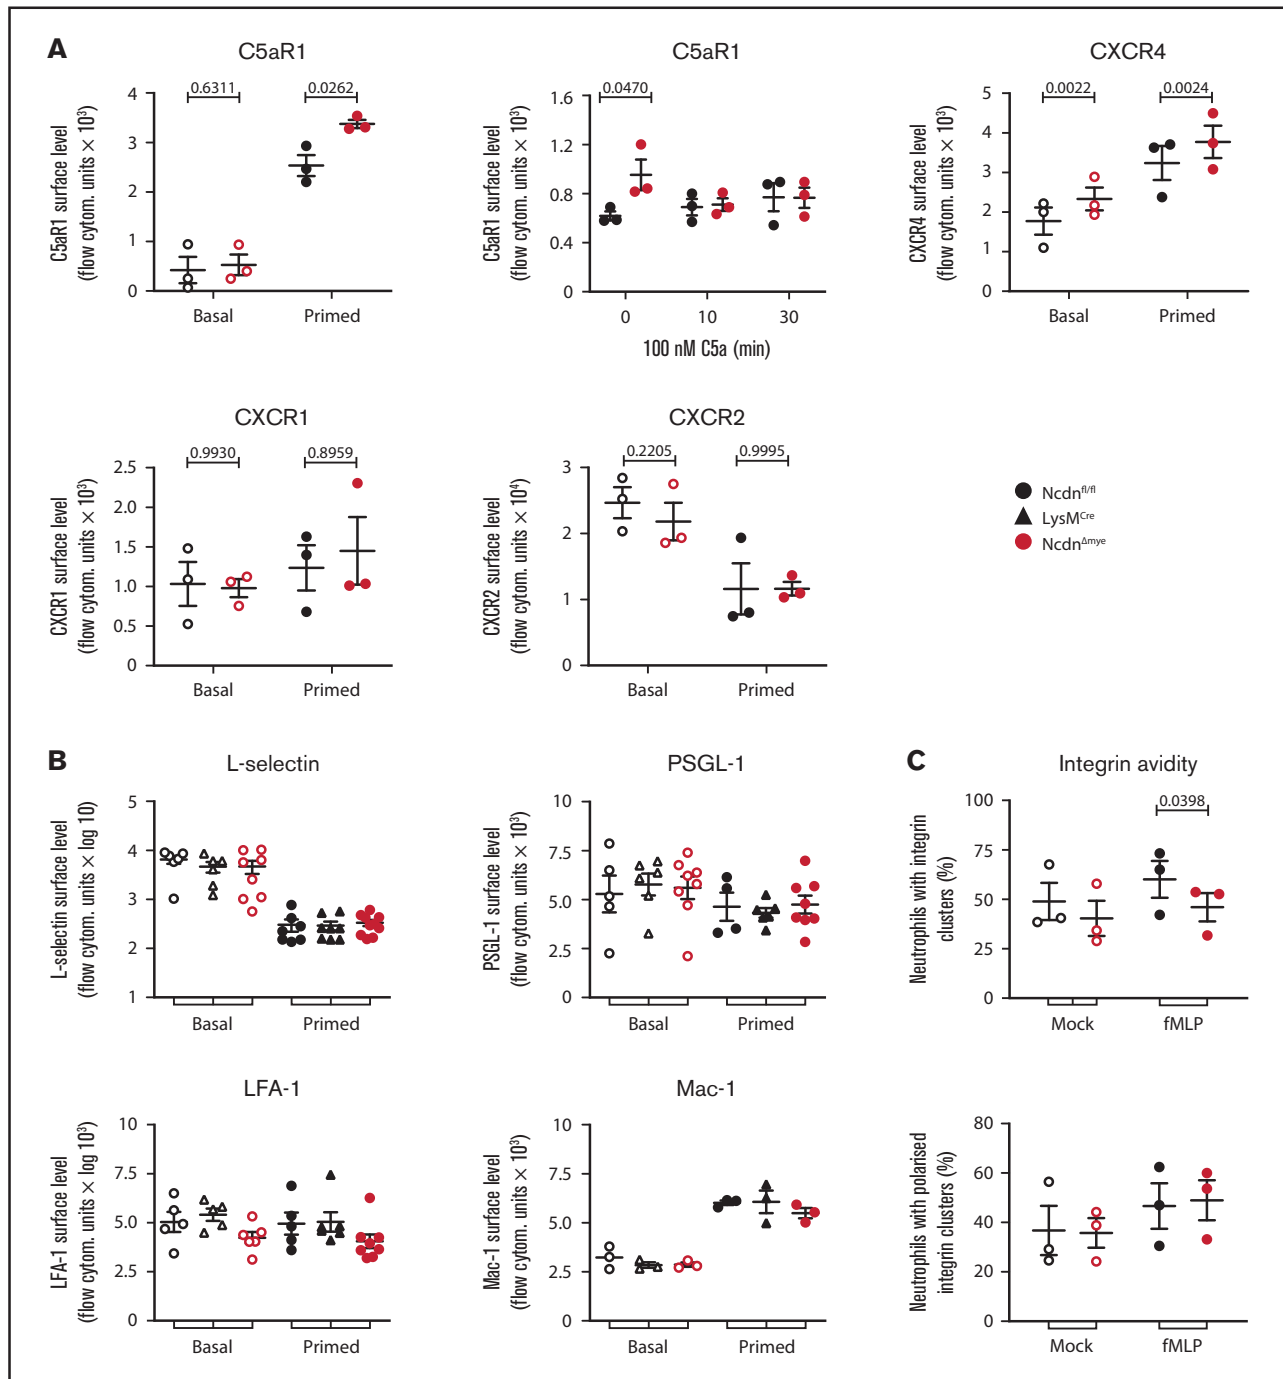 A
C5aR1
C5aR1 surface level
(flow cytom. units × 10³)
4
3
2
1
0
0.6311
0.0262
Basal
Primed
C5aR1
C5aR1 surface level
(flow cytom. units × 10³)
1.6
1.2
0.8
0.4
0
0.0470
0
10
30
100 nM C5a (min)
CXCR4
CXCR4 surface level
(flow cytom. units × 10³)
5
4
3
2
1
0
0.0022
0.0024
Basal
Primed
CXCR1
CXCR1 surface level
(flow cytom. units × 10³)
2.5
2.0
1.5
1.0
0.5
0
0.9930
0.8959
Basal
Primed
CXCR2
CXCR2 surface level
(flow cytom. units × 10⁴)
3
2
1
0
0.2205
0.9995
Basal
Primed
Ncdn^fl/fl
LysM^Cre
Ncdn^Δmye
B
L-selectin
L-selectin surface level
(flow cytom. units × log 10)
5
4
3
2
1
Basal
Primed
PSGL-1
PSGL-1 surface level
(flow cytom. units × 10³)
10
7.5
5.0
2.5
0
Basal
Primed
C
Integrin avidity
Neutrophils with integrin
clusters (%)
100
75
50
25
0
0.0398
Mock
fMLP
LFA-1
LFA-1 surface level
(flow cytom. units × log 10³)
10
7.5
5.0
2.5
0
Basal
Primed
Mac-1
Mac-1 surface level
(flow cytom. units × 10³)
10
7.5
5.0
2.5
0
Basal
Primed
Neutrophils with polarised
integrin clusters (%)
80
60
40
20
0
Mock
fMLP